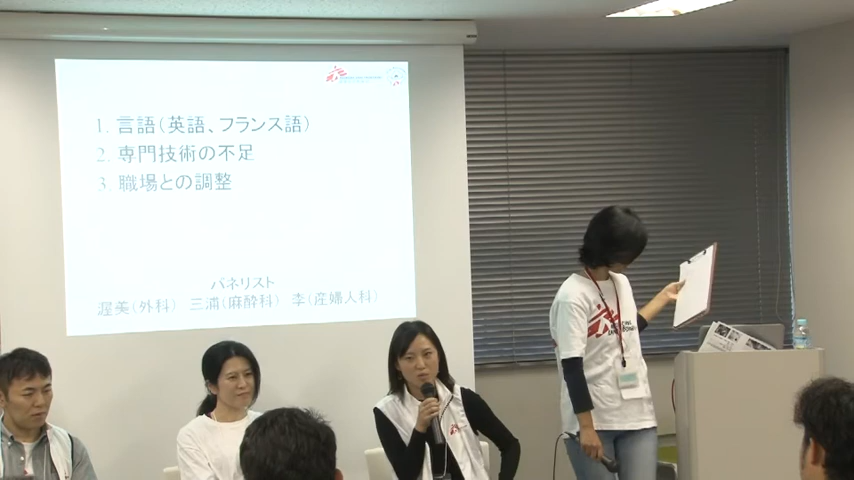 1. 言語(英語、フランス語)
2. 専門技術の不足
3. 職場との調整
パネリスト
渥美(外科) 三浦(麻酔科) 李(産婦人科)